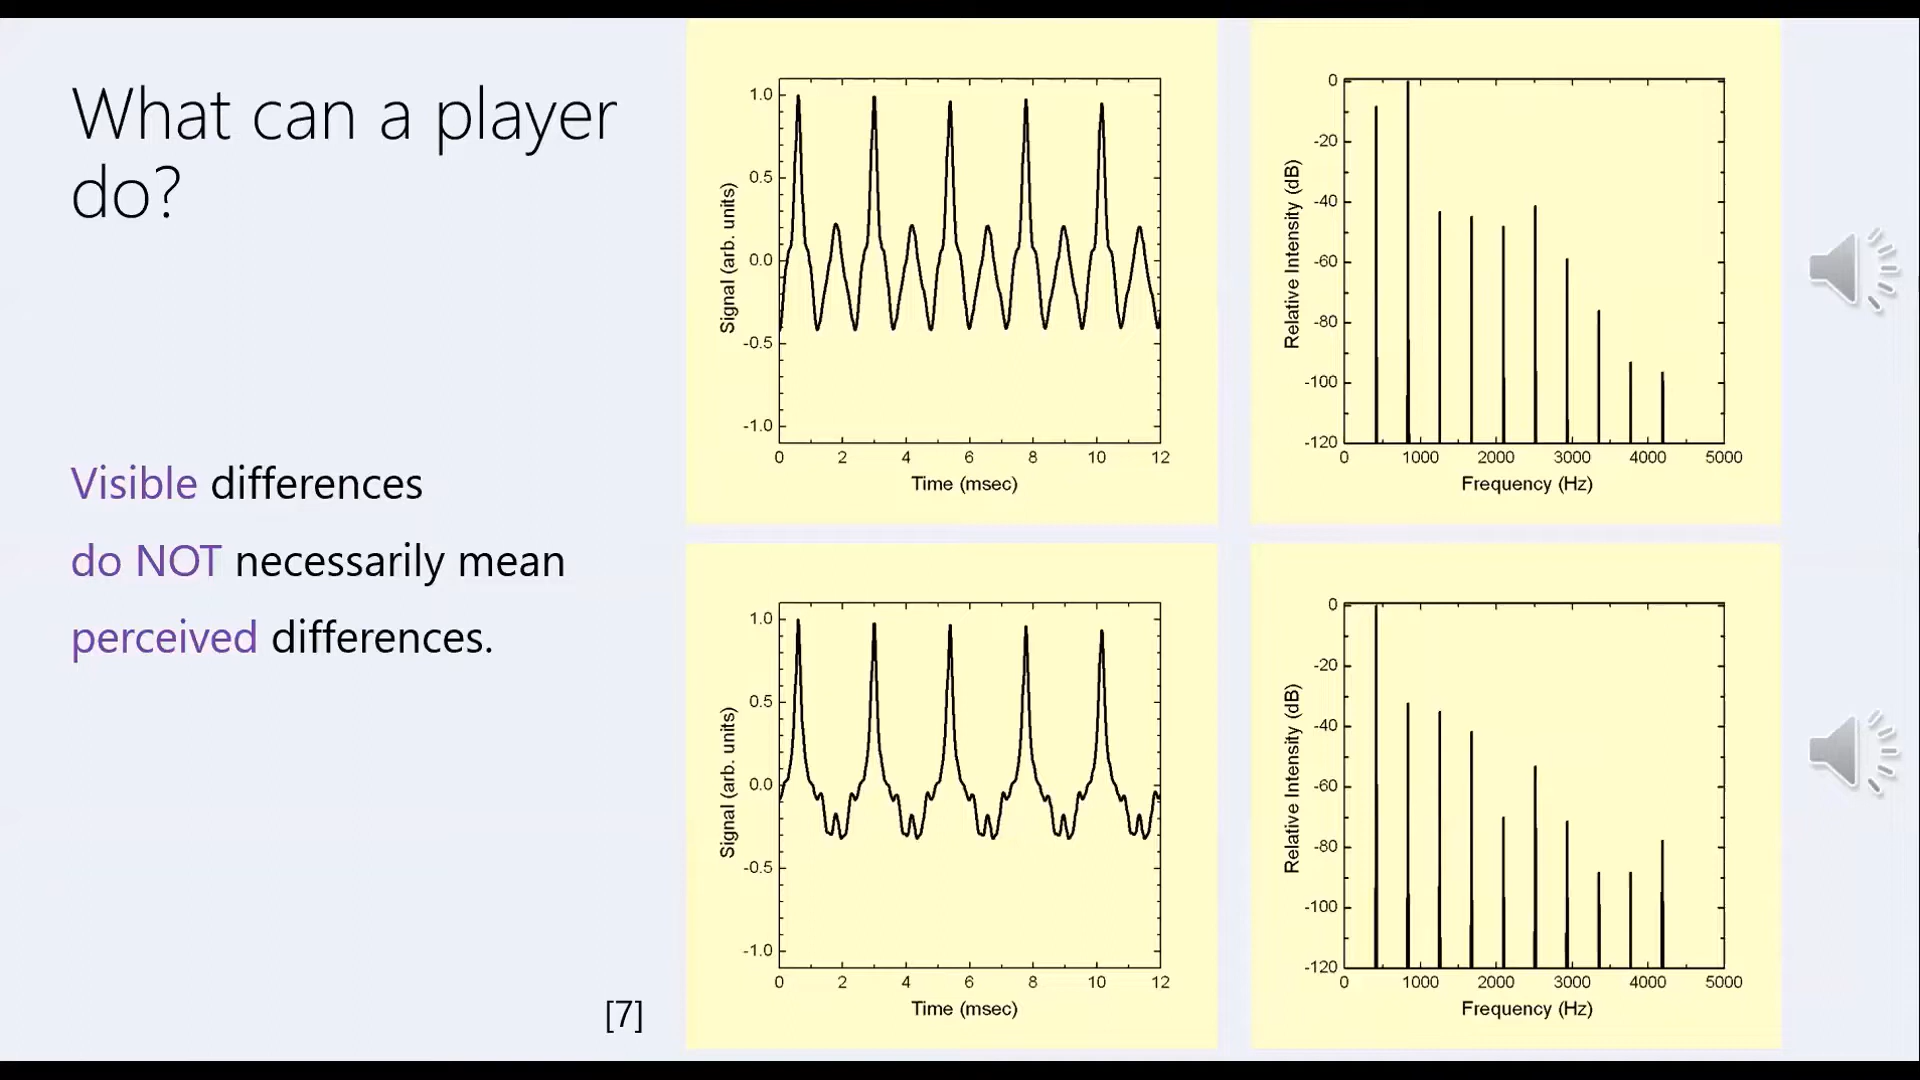 What can a player
do?
Visible differences
do NOT necessarily mean
perceived differences.
[7]
Signal (arb. units)
1.0
0.5
0.0
-0.5
-1.0
0 2 4 6 8 10 12
Time (msec)
Relative Intensity (dB)
0
-20
-40
-60
-80
-100
-120
0 1000 2000 3000 4000 5000
Frequency (Hz)
Signal (arb. units)
1.0
0.5
0.0
-0.5
-1.0
0 2 4 6 8 10 12
Time (msec)
Relative Intensity (dB)
0
-20
-40
-60
-80
-100
-120
0 1000 2000 3000 4000 5000
Frequency (Hz)